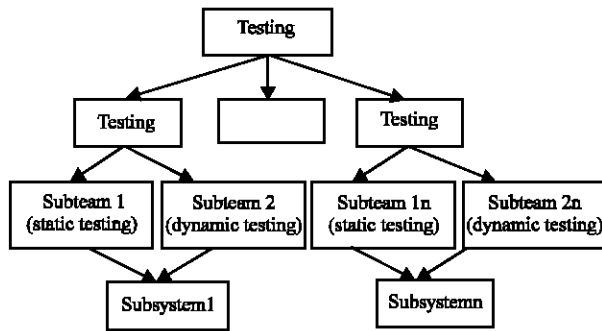 Testing
Testing
Testing
Subteam 1
(static testing)
Subteam 2
(dynamic testing)
Subteam 1n
(static testing)
Subteam 2n
(dynamic testing)
Subsystem1
Subsystemn